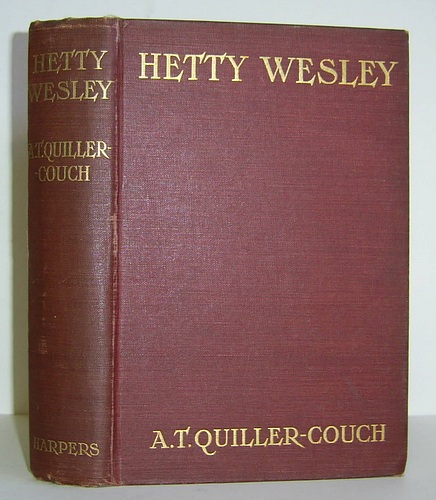 HETTY
WESLEY
A.T. QUILLER-
-COUCH
HARPERS
HETTY WESLEY
A.T. QUILLER-COUCH